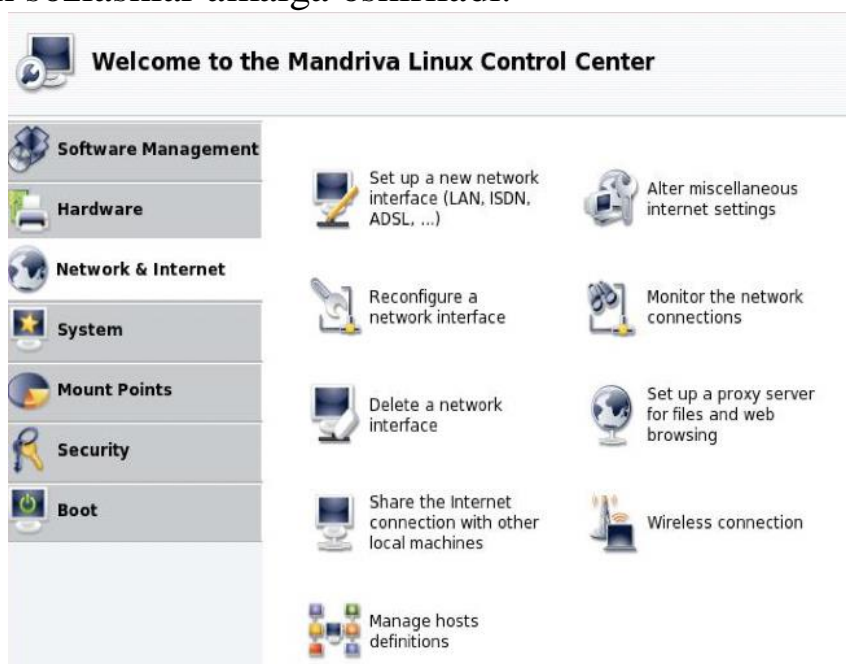 sozlashlar amalga oshiriladi.
Welcome to the Mandriva Linux Control Center
Software Management
Hardware
Network & Internet
System
Mount Points
Security
Boot
Set up a new network
interface (LAN, ISDN,
ADSL, ...)
Alter miscellaneous
internet settings
Reconfigure a
network interface
Monitor the network
connections
Delete a network
interface
Set up a proxy server
for files and web
browsing
Share the Internet
connection with other
local machines
Wireless connection
Manage hosts
definitions